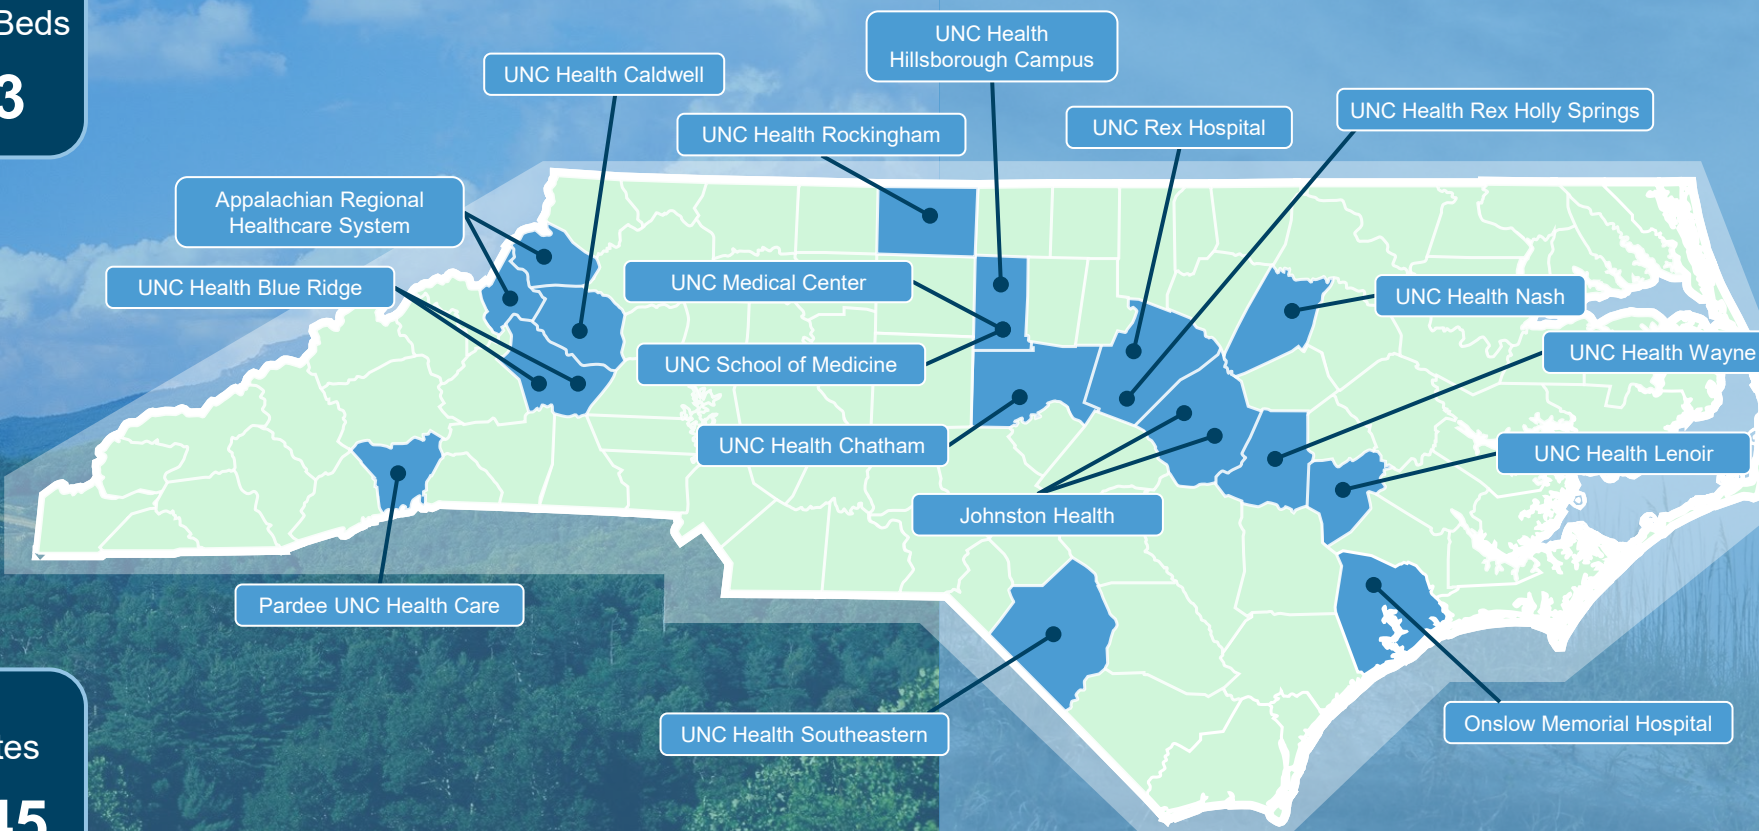 Beds
3
UNC Health
Hillsborough Campus
UNC Health Caldwell
UNC Health Rockingham
UNC Rex Hospital
UNC Health Rex Holly Springs
Appalachian Regional
Healthcare System
UNC Health Blue Ridge
UNC Medical Center
UNC Health Nash
UNC School of Medicine
UNC Health Wayne
UNC Health Chatham
UNC Health Lenoir
Johnston Health
Pardee UNC Health Care
UNC Health Southeastern
Onslow Memorial Hospital
tes
45